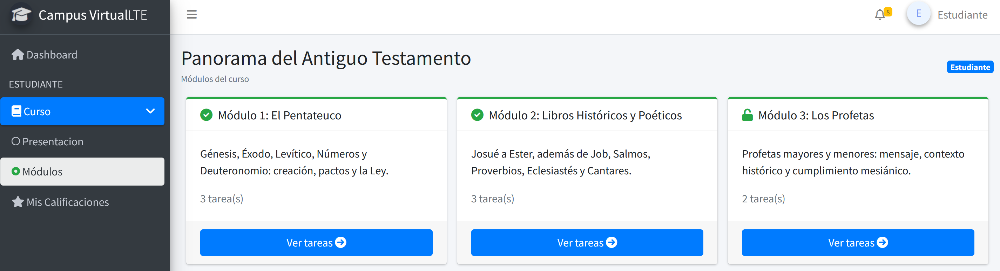 Campus VirtualLTE
8
E
Estudiante
Dashboard
ESTUDIANTE
Curso
Presentacion
Módulos
Mis Calificaciones
Panorama del Antiguo Testamento
Módulos del curso
Estudiante
Módulo 1: El Pentateuco
Génesis, Éxodo, Levítico, Números y
Deuteronomio: creación, pactos y la Ley.
3 tarea(s)
Ver tareas
Módulo 2: Libros Históricos y Poéticos
Josué a Ester, además de Job, Salmos,
Proverbios, Eclesiastés y Cantares.
3 tarea(s)
Ver tareas
Módulo 3: Los Profetas
Profetas mayores y menores: mensaje, contexto
histórico y cumplimiento mesiánico.
2 tarea(s)
Ver tareas